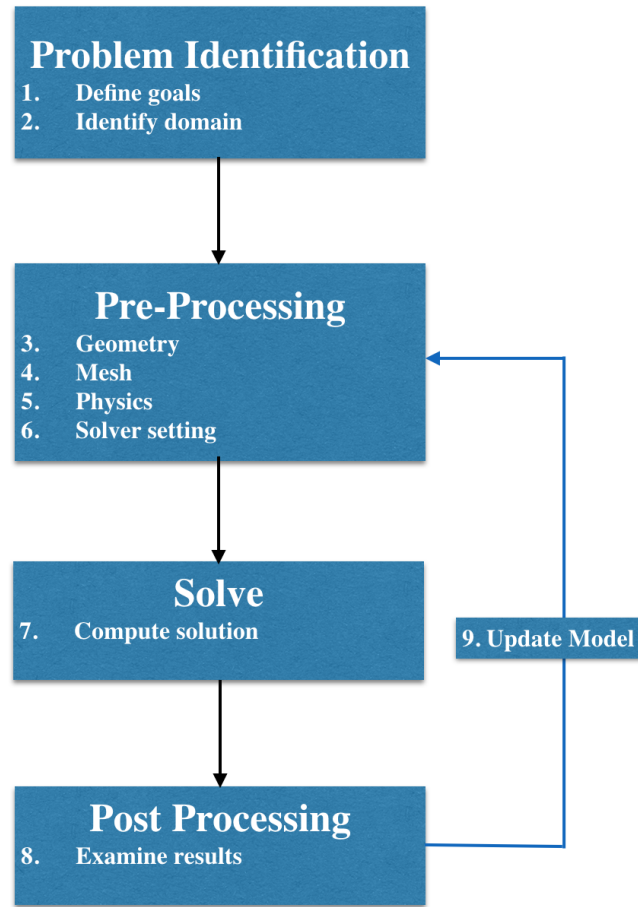 Problem Identification
1. Define goals
2. Identify domain
Pre-Processing
3. Geometry
4. Mesh
5. Physics
6. Solver setting
Solve
7. Compute solution
9. Update Model
Post Processing
8. Examine results